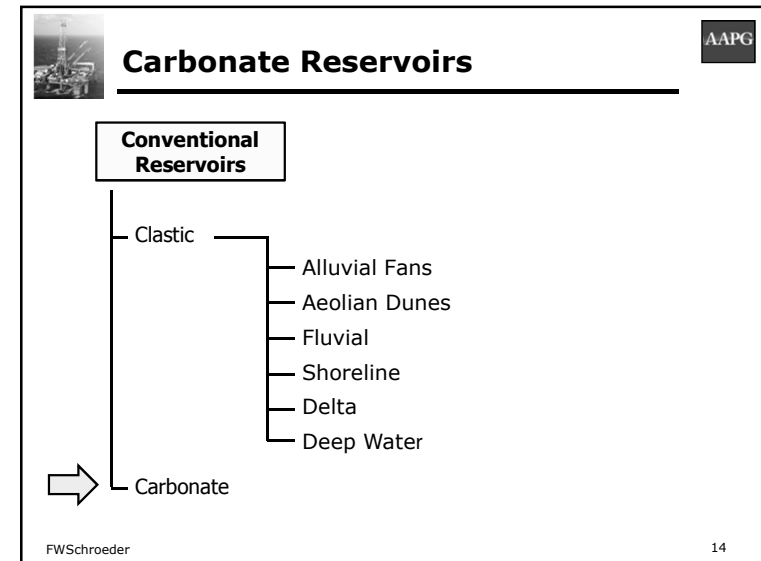 Carbonate Reservoirs
AAPG
Conventional
Reservoirs
Clastic
Alluvial Fans
Aeolian Dunes
Fluvial
Shoreline
Delta
Deep Water
Carbonate
FWSchroeder
14